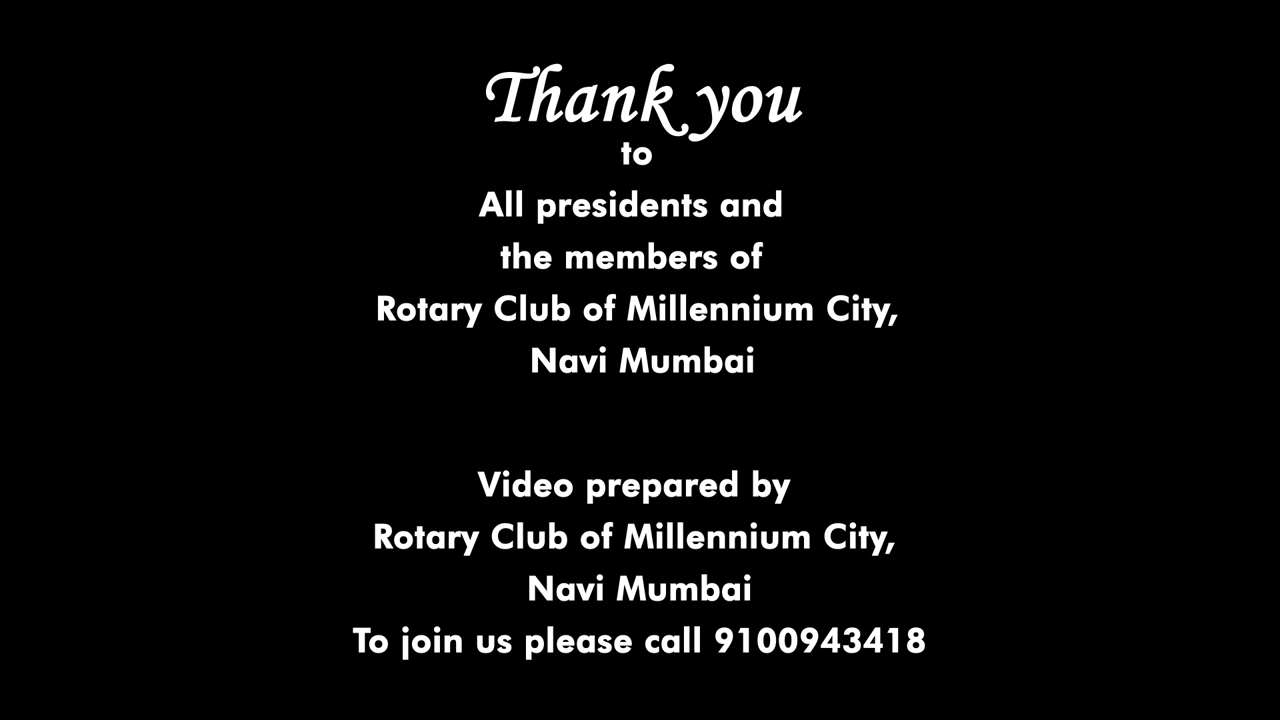 Thank you
to
All presidents and
the members of
Rotary Club of Millennium City,
Navi Mumbai
Video prepared by
Rotary Club of Millennium City,
Navi Mumbai
To join us please call 9100943418